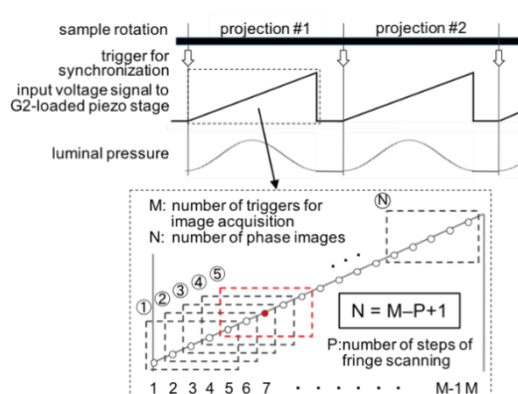 sample rotation
projection #1
projection #2
trigger for
synchronization
input voltage signal to
G2-loaded piezo stage
luminal pressure
M: number of triggers for
image acquisition
N: number of phase images
Ⓝ
① ② ③ ④ ⑤
N = M–P+1
P:number of steps of
fringe scanning
1 2 3 4 5 6 7 · · · · · · M-1 M